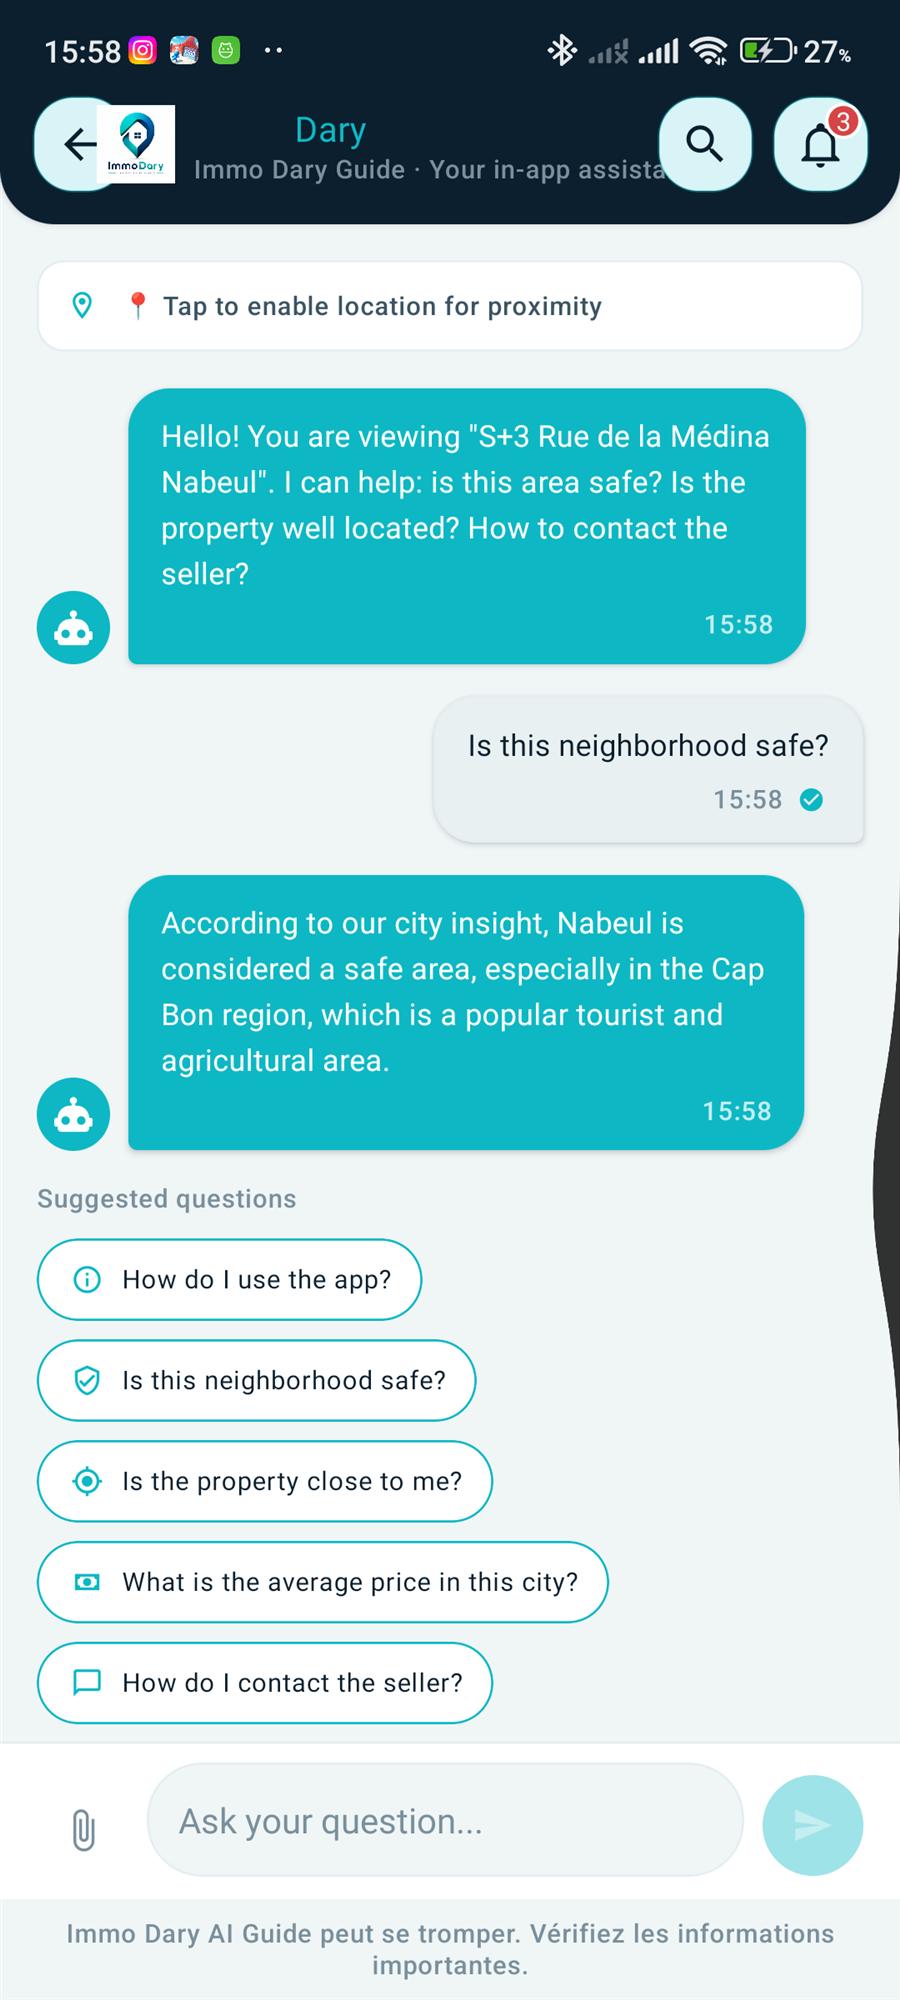 15:58
27%
Dary
Immo Dary Guide · Your in-app assista
3
ImmoDary
📍 Tap to enable location for proximity
Hello! You are viewing "S+3 Rue de la Médina
Nabeul". I can help: is this area safe? Is the
property well located? How to contact the
seller?
15:58
Is this neighborhood safe?
15:58
According to our city insight, Nabeul is
considered a safe area, especially in the Cap
Bon region, which is a popular tourist and
agricultural area.
15:58
Suggested questions
How do I use the app?
Is this neighborhood safe?
Is the property close to me?
What is the average price in this city?
How do I contact the seller?
Ask your question...
Immo Dary AI Guide peut se tromper. Vérifiez les informations
importantes.